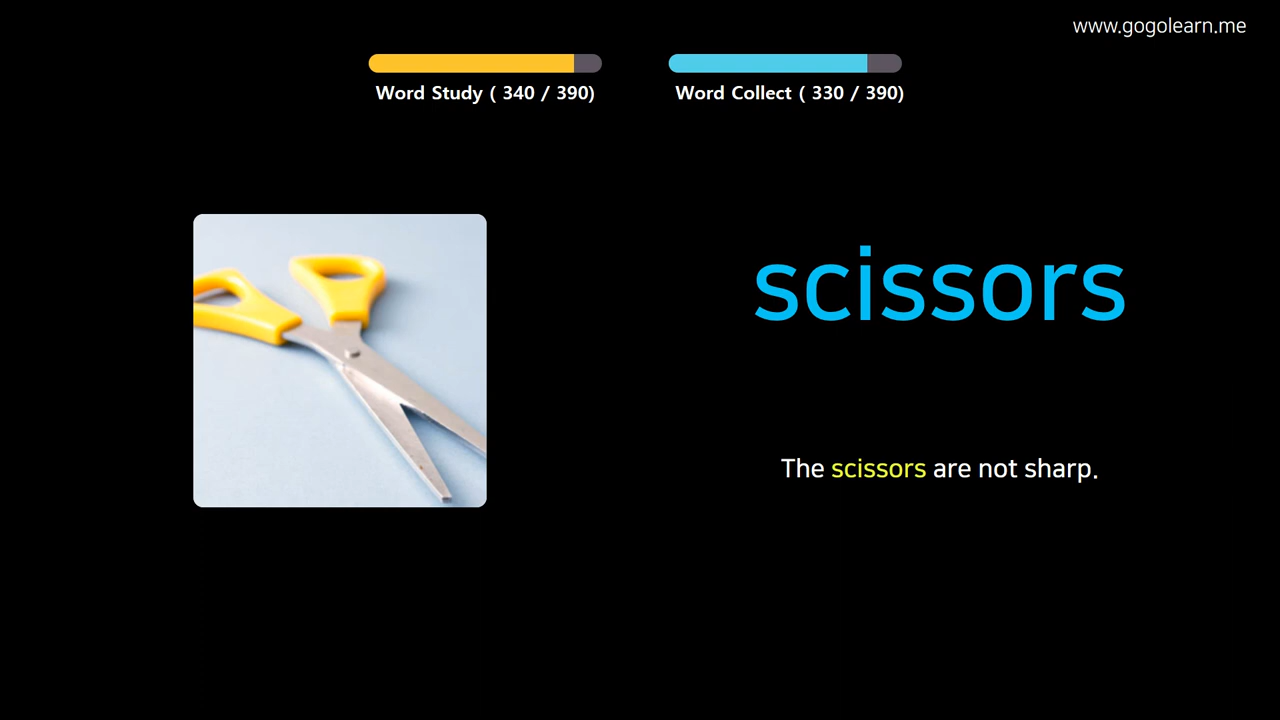 www.gogolearn.me
Word Study ( 340 / 390)
Word Collect ( 330 / 390)
scissors
The scissors are not sharp.